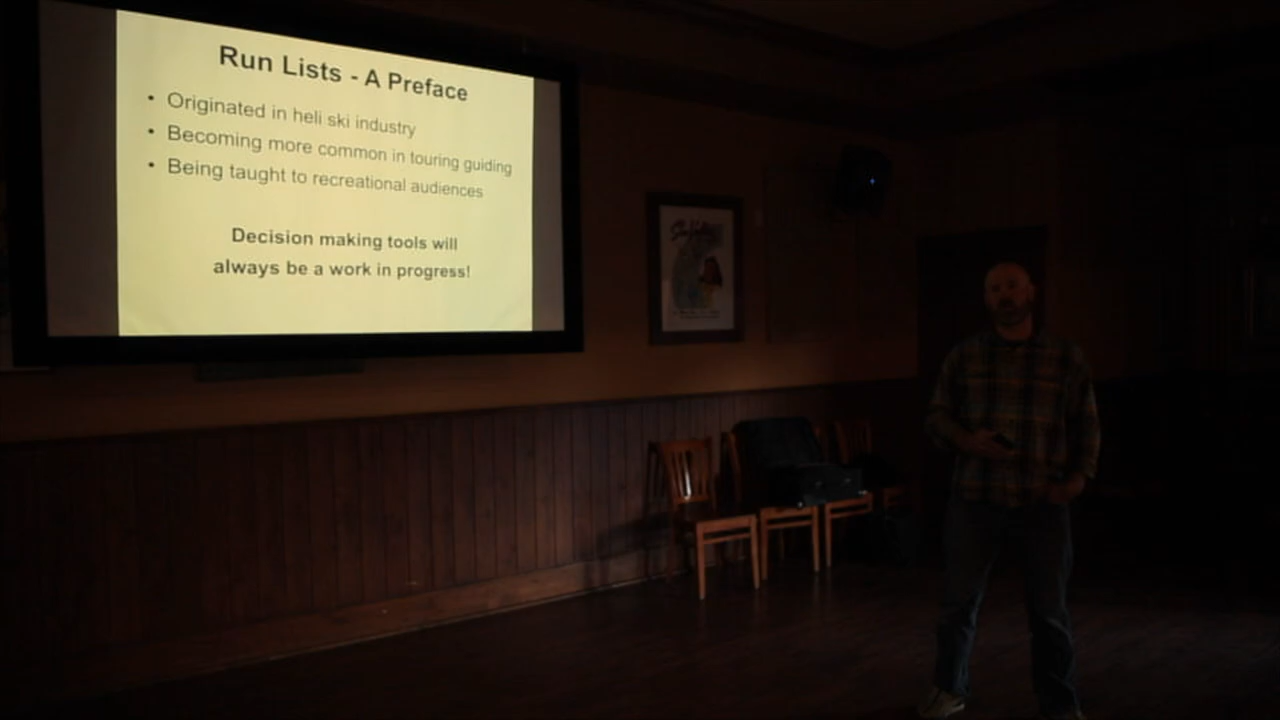 Run Lists - A Preface
• Originated in heli ski industry
• Becoming more common in touring guiding
• Being taught to recreational audiences
Decision making tools will
always be a work in progress!